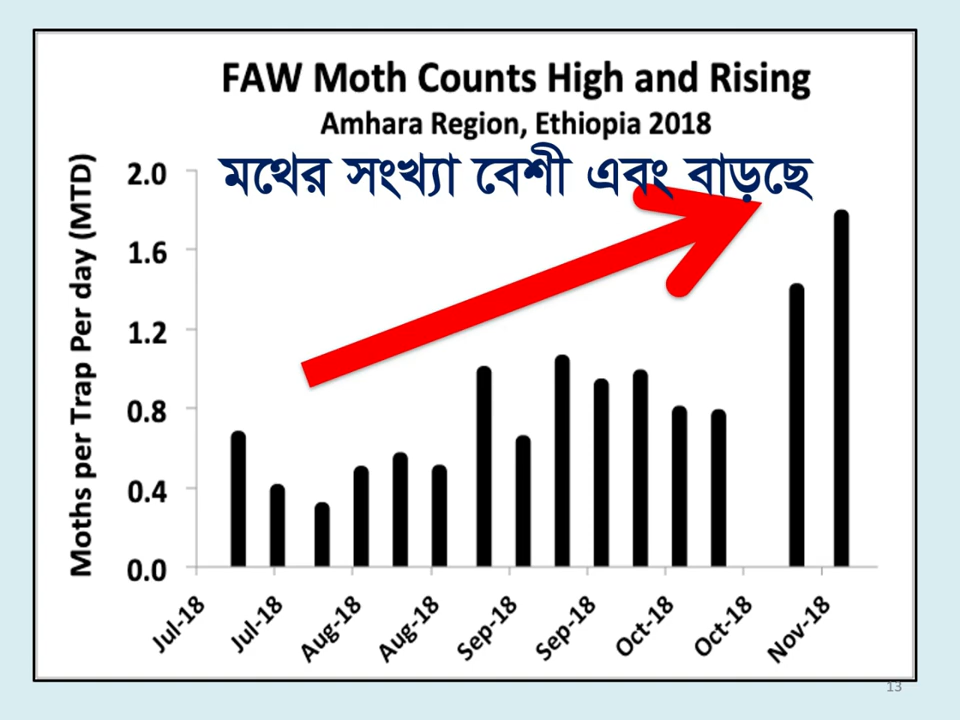 FAW Moth Counts High and Rising
Amhara Region, Ethiopia 2018
মথের সংখ্যা বেশী এবং বাড়ছে
Moths per Trap Per day (MTD)
2.0
1.6
1.2
0.8
0.4
0.0
Jul-18
Jul-18
Aug-18
Aug-18
Sep-18
Sep-18
Oct-18
Oct-18
Nov-18
13